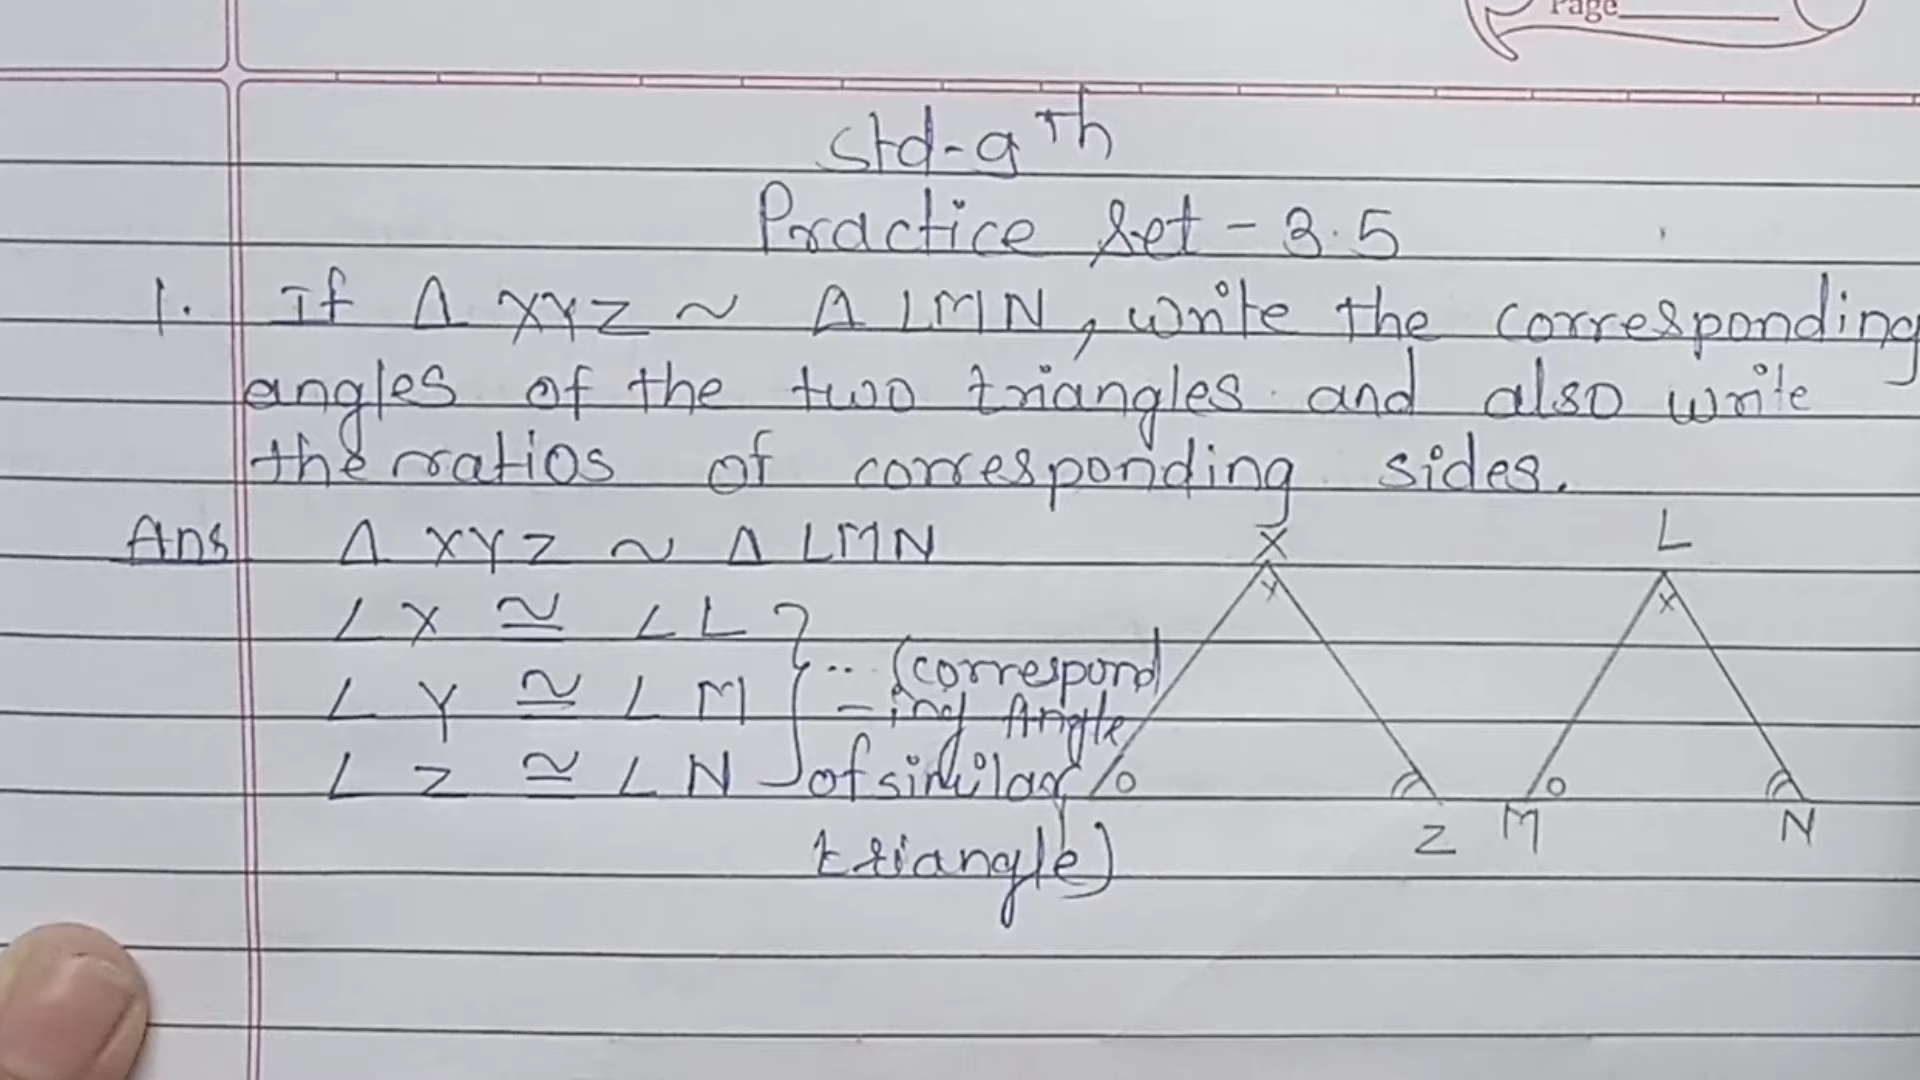 Page
Std-9th
Practice Set - 3.5
1. If Δ XYZ ~ Δ LMN, write the corresponding
angles of the two triangles and also write
the ratios of corresponding sides.
Ans Δ XYZ ~ Δ LMN
∠ X ≅ ∠ L
∠ Y ≅ ∠ M
∠ Z ≅ ∠ N
.. (correspond
-ing Angle
of similar
triangle)
X
L
Z
M
N